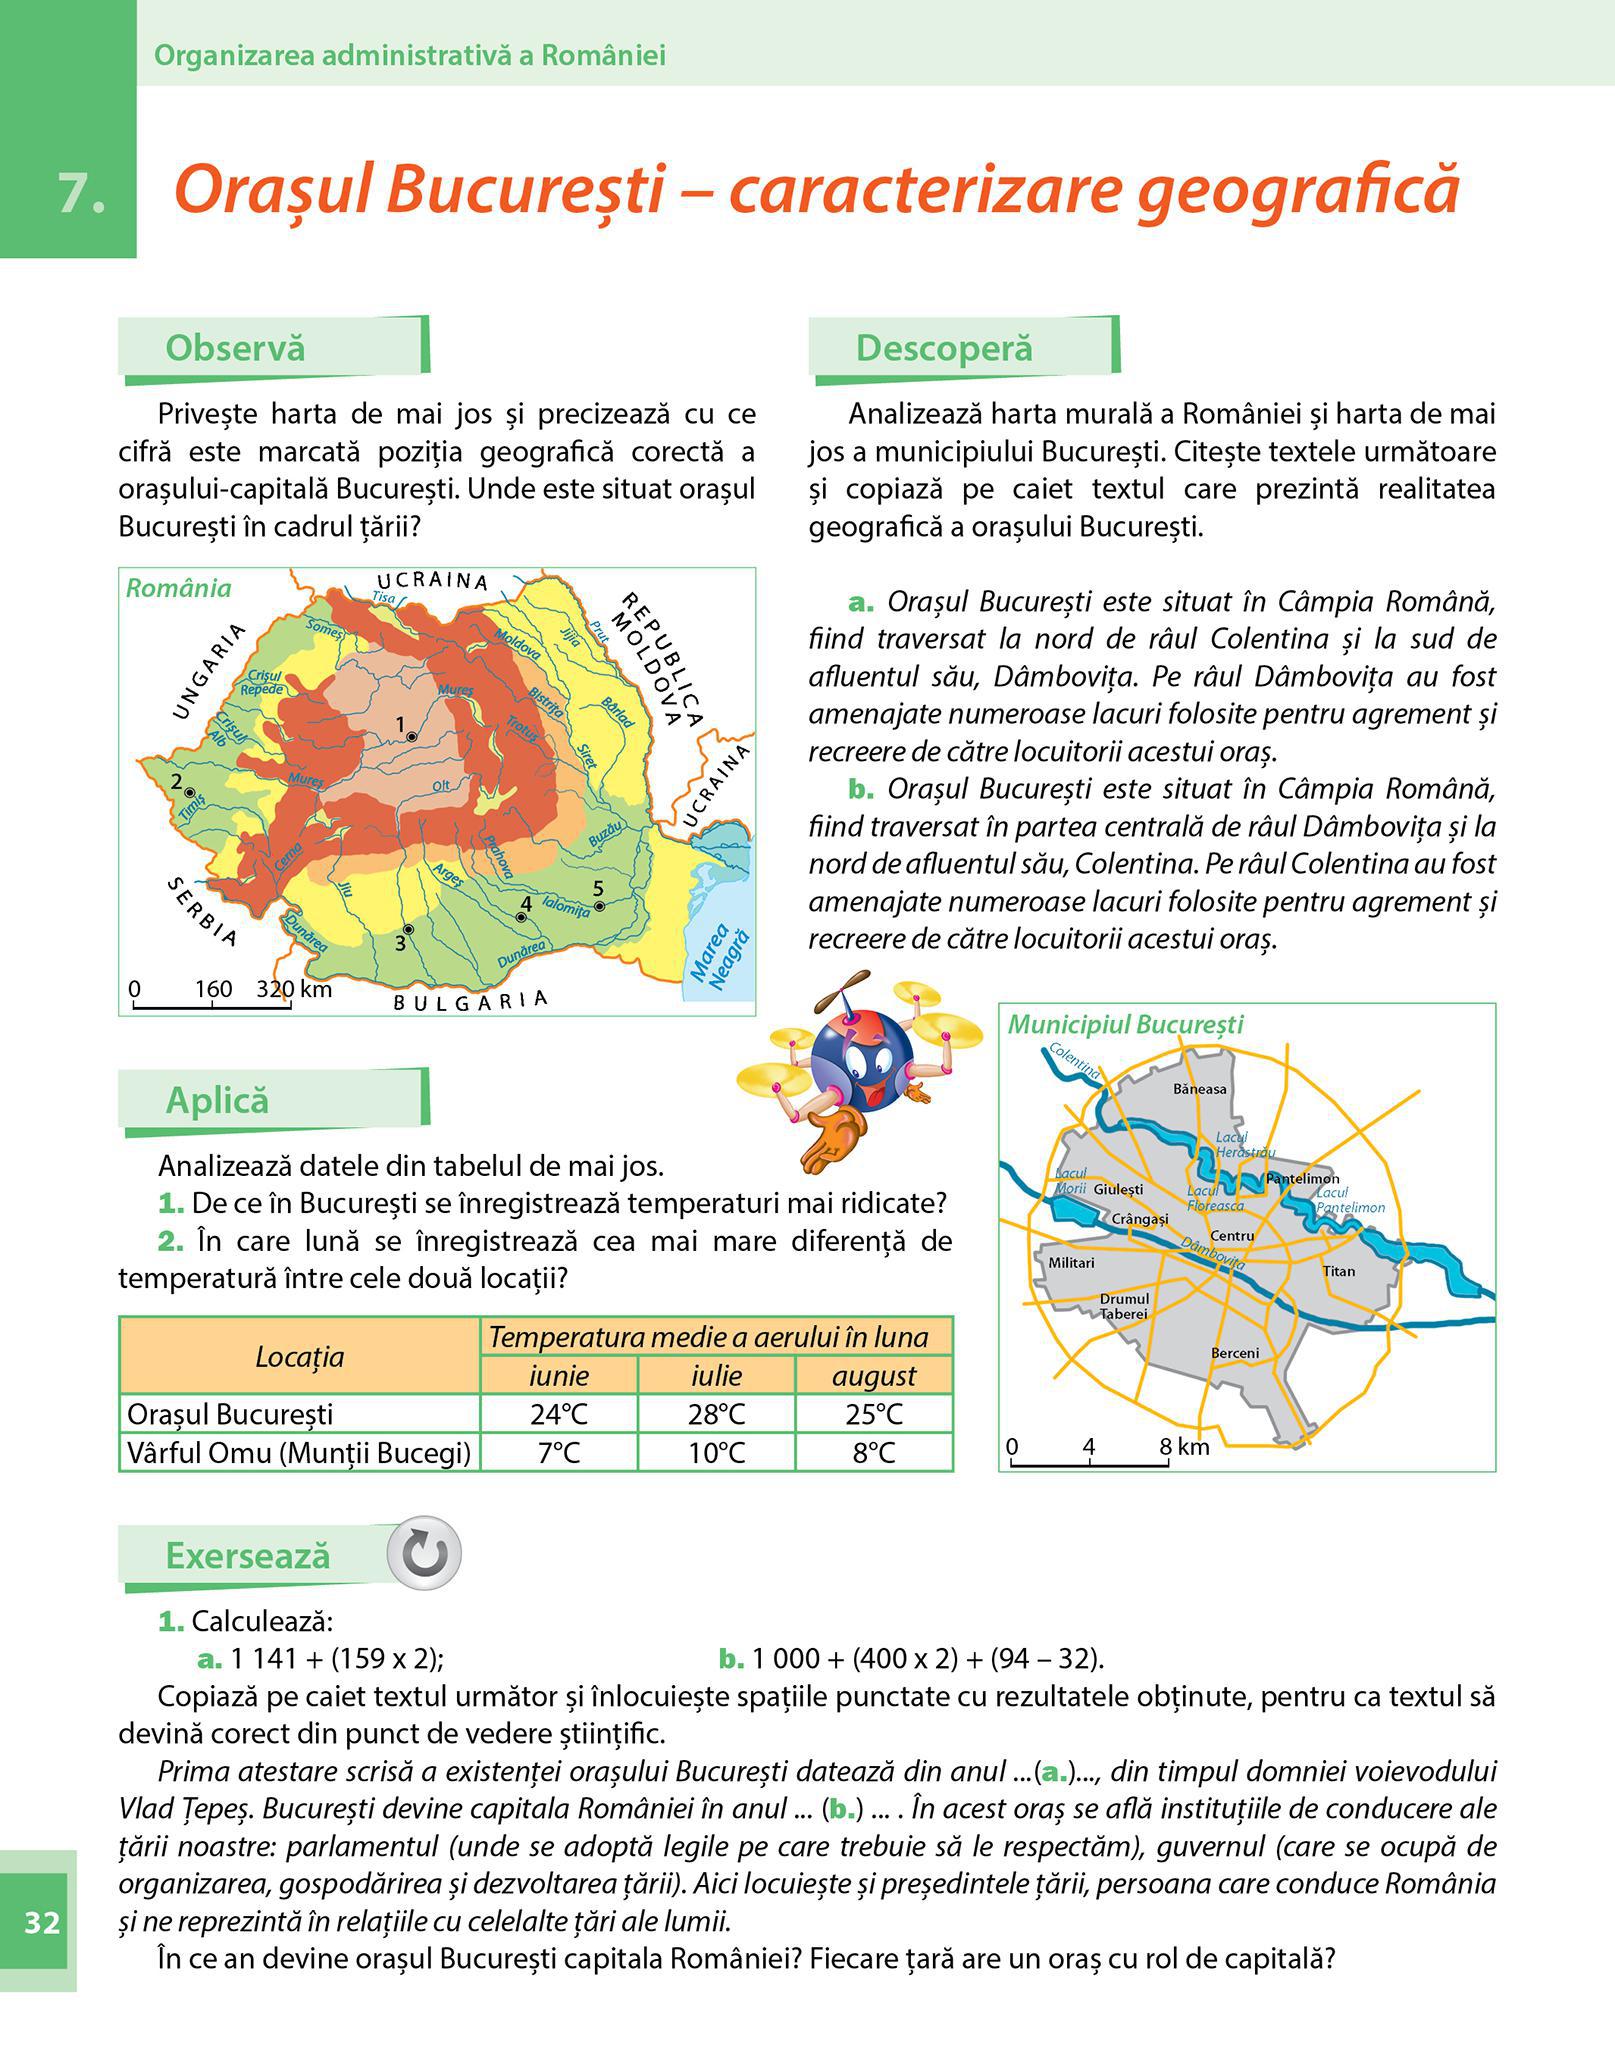 Organizarea administrativă a României
7. Orașul București – caracterizare geografică
Observă
Privește harta de mai jos și precizează cu ce
cifră este marcată poziția geografică corectă a
orașului-capitală București. Unde este situat orașul
București în cadrul țării?
România
UCRAINA
Tisa
REPUBLICA
MOLDOVA
UNGARIA
Someș
Moldova
Jijia
Prut
Crișul
Repede
Mureș
Bistrița
Bârlad
Crișul
Alb
1
Trotuș
Siret
UCRAINA
2
Mureș
Olt
Timiș
Buzău
Cerna
Prahova
Jiu
Argeș
5
SERBIA
4
Ialomița
3
Dunărea
Dunărea
Marea
Neagră
0 160 320 km
BULGARIA
Descoperă
Analizează harta murală a României și harta de mai
jos a municipiului București. Citește textele următoare
și copiază pe caiet textul care prezintă realitatea
geografică a orașului București.
a. Orașul București este situat în Câmpia Română,
fiind traversat la nord de râul Colentina și la sud de
afluentul său, Dâmbovița. Pe râul Dâmbovița au fost
amenajate numeroase lacuri folosite pentru agrement și
recreere de către locuitorii acestui oraș.
b. Orașul București este situat în Câmpia Română,
fiind traversat în partea centrală de râul Dâmbovița și la
nord de afluentul său, Colentina. Pe râul Colentina au fost
amenajate numeroase lacuri folosite pentru agrement și
recreere de către locuitorii acestui oraș.
Municipiul București
Colentina
Băneasa
Lacul
Herăstrău
Lacul
Morii
Giulești
Lacul
Floreasca
Pantelimon
Lacul
Pantelimon
Crângași
Centru
Dâmbovița
Militari
Titan
Drumul
Taberei
Berceni
0 4 8 km
Aplică
Analizează datele din tabelul de mai jos.
1. De ce în București se înregistrează temperaturi mai ridicate?
2. În care lună se înregistrează cea mai mare diferență de
temperatură între cele două locații?
Locația
Temperatura medie a aerului în luna
iunie iulie august
Orașul București 24°C 28°C 25°C
Vârful Omu (Munții Bucegi) 7°C 10°C 8°C
Exersează
1. Calculează:
a. 1 141 + (159 x 2); b. 1 000 + (400 x 2) + (94 – 32).
Copiază pe caiet textul următor și înlocuiește spațiile punctate cu rezultatele obținute, pentru ca textul să
devină corect din punct de vedere științific.
Prima atestare scrisă a existenței orașului București datează din anul ...(a.)..., din timpul domniei voievodului
Vlad Țepeș. București devine capitala României în anul ... (b.) ... . În acest oraș se află instituțiile de conducere ale
țării noastre: parlamentul (unde se adoptă legile pe care trebuie să le respectăm), guvernul (care se ocupă de
organizarea, gospodărirea și dezvoltarea țării). Aici locuiește și președintele țării, persoana care conduce România
și ne reprezintă în relațiile cu celelalte țări ale lumii.
În ce an devine orașul București capitala României? Fiecare țară are un oraș cu rol de capitală?
32